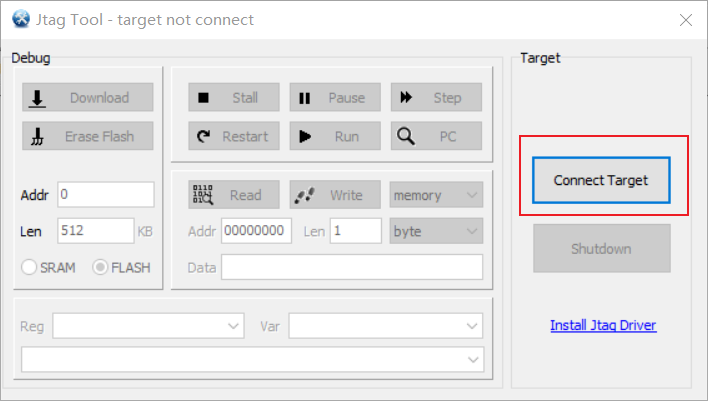 Jtag Tool - target not connect
Debug
Target
Download
Erase Flash
Addr 0
Len 512 KB
SRAM FLASH
Stall Pause Step
Restart Run PC
Read Write memory
Addr 00000000 Len 1 byte
Data
Reg Var
Connect Target
Shutdown
Install Jtag Driver